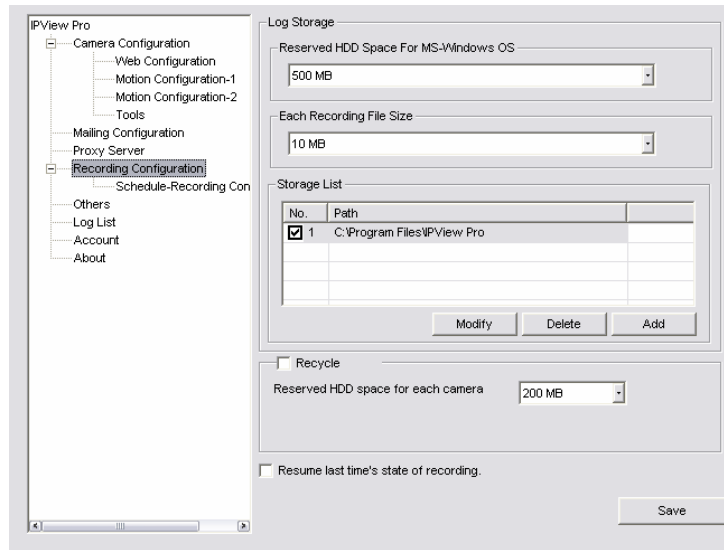 IPView Pro
Camera Configuration
Web Configuration
Motion Configuration-1
Motion Configuration-2
Tools
Mailing Configuration
Proxy Server
Recording Configuration
Schedule-Recording Con
Others
Log List
Account
About
Log Storage
Reserved HDD Space For MS-Windows OS
500 MB
Each Recording File Size
10 MB
Storage List
No. Path
1 C:\Program Files\IPView Pro
Modify Delete Add
Recycle
Reserved HDD space for each camera 200 MB
Resume last time's state of recording.
Save